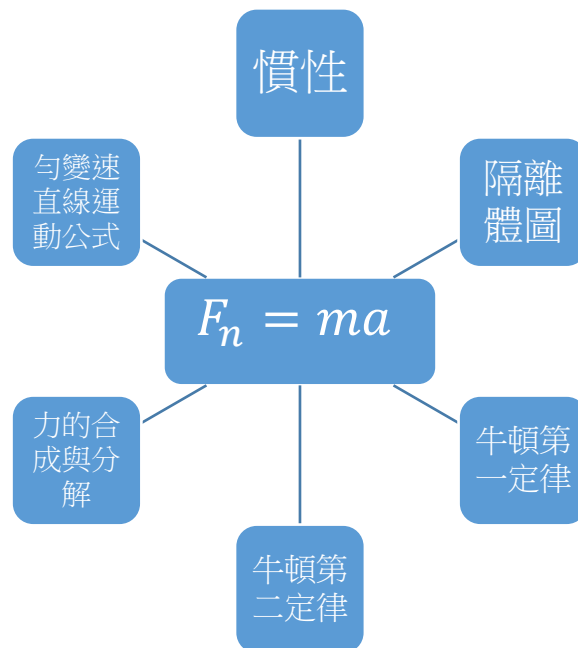 慣性
勻變速
直線運
動公式
隔離
體圖
Fₙ = ma
力的合
成與分
解
牛頓第
一定律
牛頓第
二定律